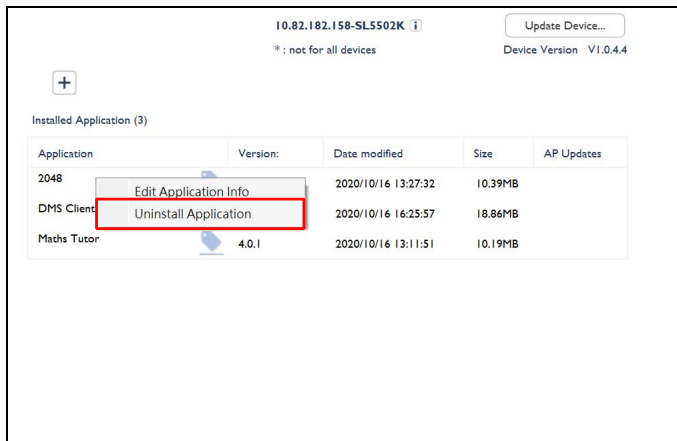 10.82.182.158-SL5502K i
Update Device...
* : not for all devices
Device Version V1.0.4.4
+
Installed Application (3)
Application Version: Date modified Size AP Updates
2048 2020/10/16 13:27:32 10.39MB
Edit Application Info
DMS Client 2020/10/16 16:25:57 18.86MB
Uninstall Application
Maths Tutor 4.0.1 2020/10/16 13:11:51 10.19MB